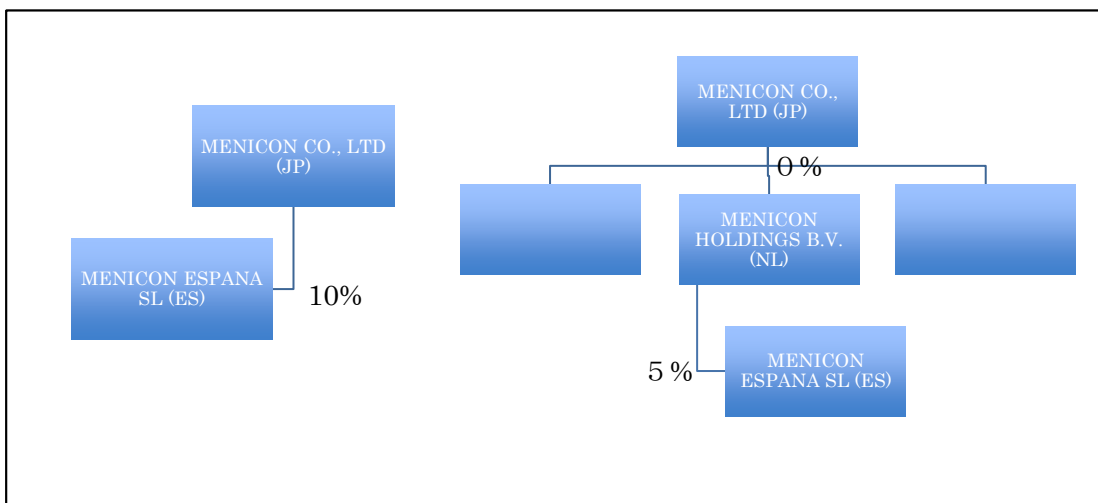 MENICON CO., LTD
(JP)
MENICON ESPANA
SL (ES)
10%
MENICON CO.,
LTD (JP)
０％
MENICON
HOLDINGS B.V.
(NL)
５％
MENICON
ESPANA SL (ES)